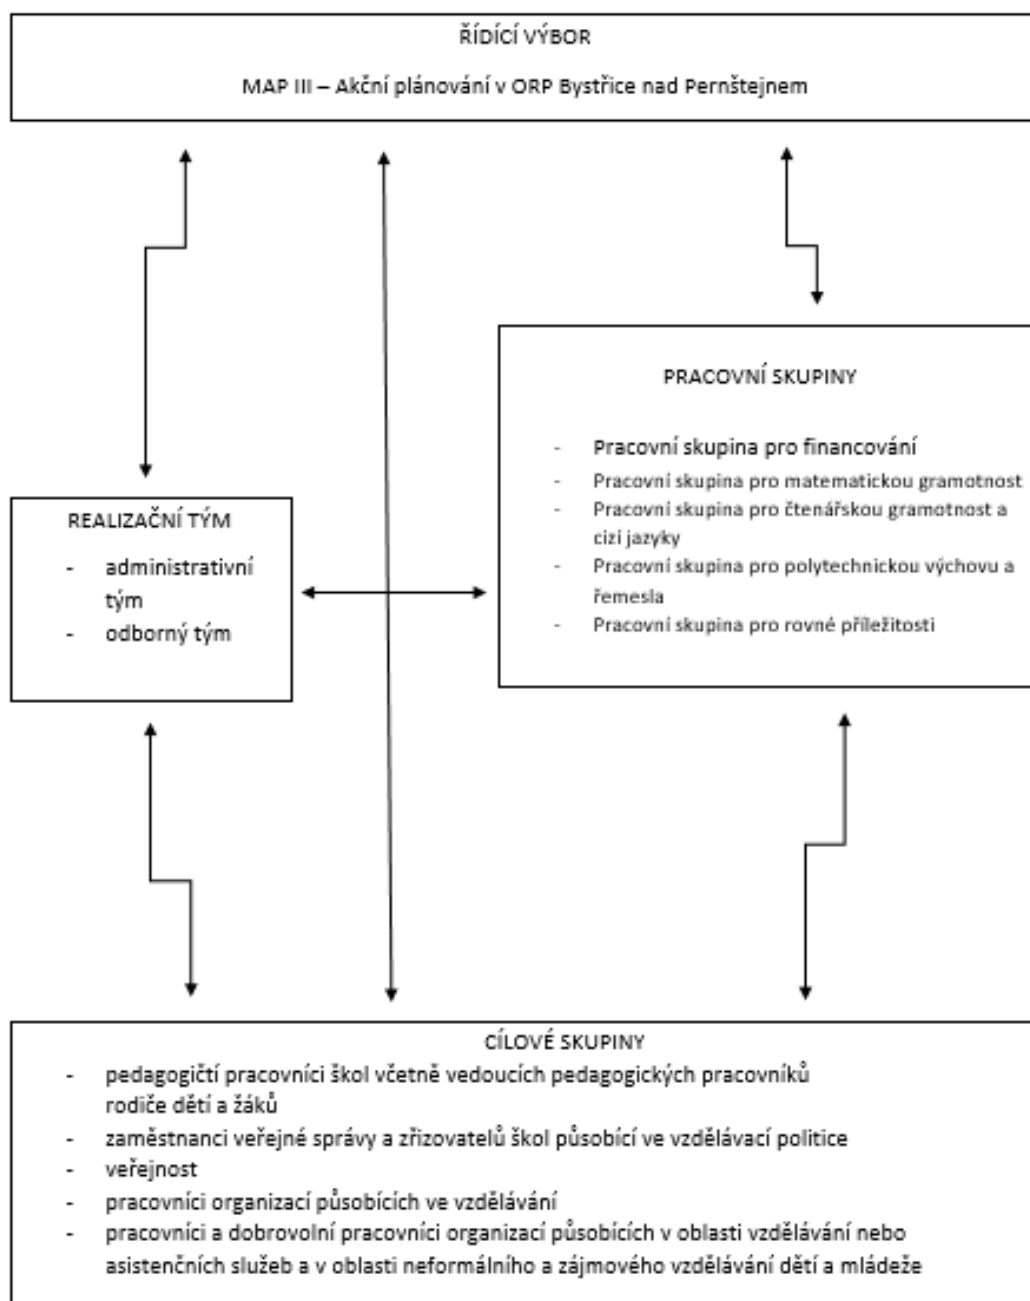 ŘÍDÍCÍ VÝBOR
MAP III – Akční plánování v ORP Bystřice nad Pernštejnem
PRACOVNÍ SKUPINY
- Pracovní skupina pro financování
- Pracovní skupina pro matematickou gramotnost
- Pracovní skupina pro čtenářskou gramotnost a
cizí jazyky
- Pracovní skupina pro polytechnickou výchovu a
řemesla
- Pracovní skupina pro rovné příležitosti
REALIZAČNÍ TÝM
- administrativní
tým
- odborný tým
CÍLOVÉ SKUPINY
- pedagogičtí pracovníci škol včetně vedoucích pedagogických pracovníků
rodiče dětí a žáků
- zaměstnanci veřejné správy a zřizovatelů škol působící ve vzdělávací politice
- veřejnost
- pracovníci organizací působících ve vzdělávání
- pracovníci a dobrovolní pracovníci organizací působících v oblasti vzdělávání nebo
asistenčních služeb a v oblasti neformálního a zájmového vzdělávání dětí a mládeže